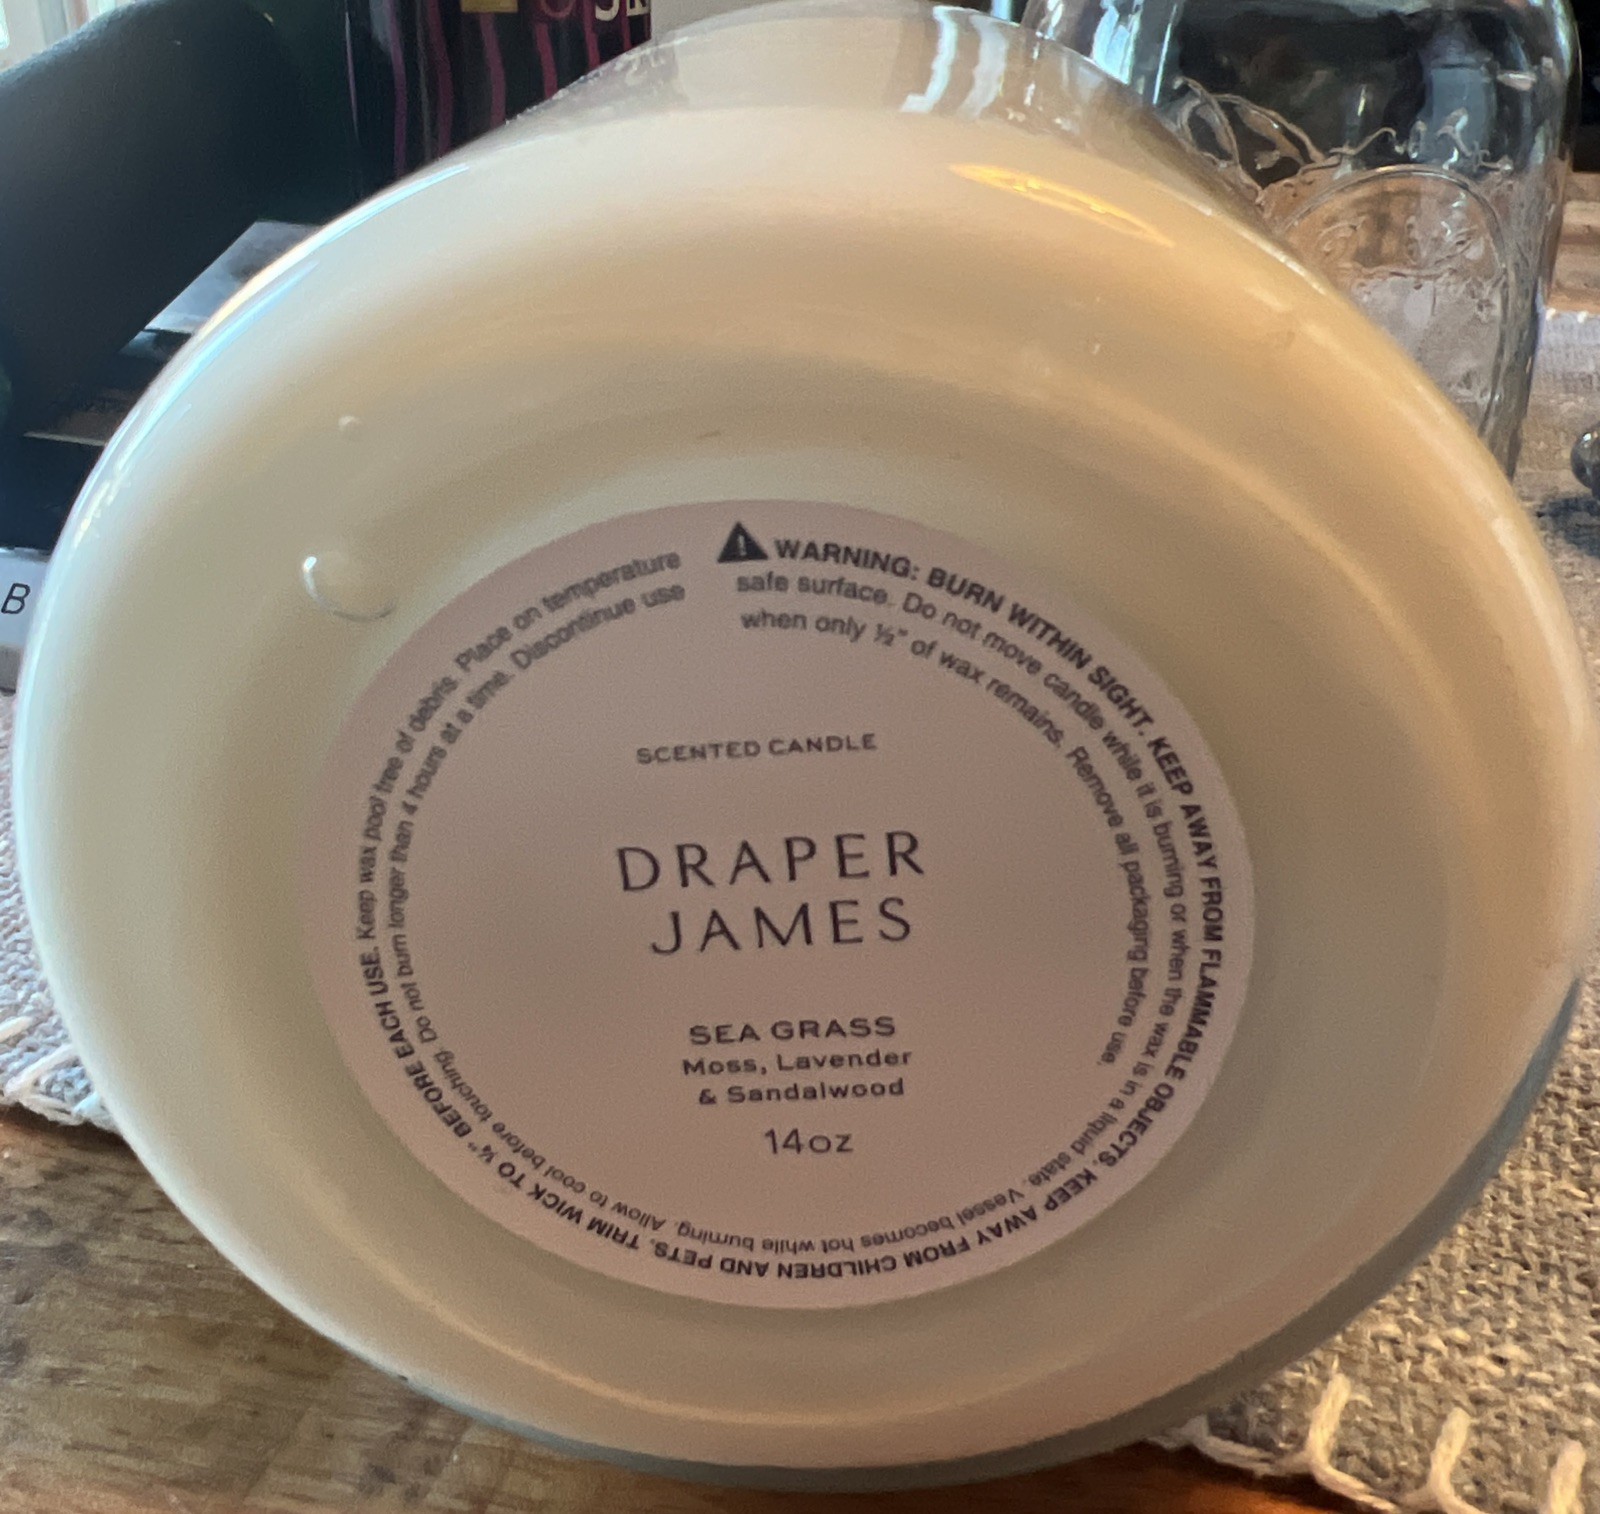 ⚠ WARNING: BURN WITHIN SIGHT. KEEP AWAY FROM FLAMMABLE OBJECTS. KEEP AWAY FROM CHILDREN AND PETS. TRIM WICK TO ¼" BEFORE EACH USE. Keep wax pool free of debris. Place on temperature
safe surface. Do not move candle while it is burning or when the wax is in a liquid state. Vessel becomes hot while burning. Allow to cool before touching. Do not burn longer than 4 hours at a time. Discontinue use
when only ½" of wax remains. Remove all packaging before use.
SCENTED CANDLE
DRAPER
JAMES
SEA GRASS
Moss, Lavender
& Sandalwood
14oz
B